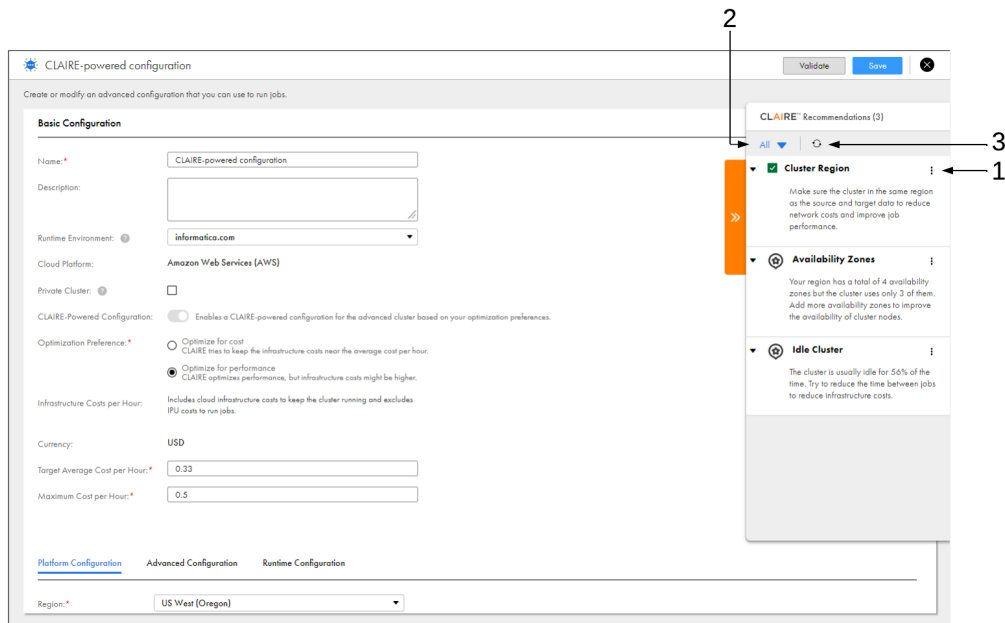 2
CLAIRE-powered configuration
Validate
Save
Create or modify an advanced configuration that you can use to run jobs.
Basic Configuration
Name:*
CLAIRE-powered configuration
Description:
Runtime Environment:
informatica.com
Cloud Platform:
Amazon Web Services (AWS)
Private Cluster:
CLAIRE-Powered Configuration:
Enables a CLAIRE-powered configuration for the advanced cluster based on your optimization preferences.
Optimization Preference:*
Optimize for cost
CLAIRE tries to keep the infrastructure costs near the average cost per hour.
Optimize for performance
CLAIRE optimizes performance, but infrastructure costs might be higher.
Infrastructure Costs per Hour:
Includes cloud infrastructure costs to keep the cluster running and excludes
IPU costs to run jobs.
Currency:
USD
Target Average Cost per Hour:*
0.33
Maximum Cost per Hour:*
0.5
Platform Configuration
Advanced Configuration
Runtime Configuration
Region:*
US West (Oregon)
CLAIRE™ Recommendations (3)
All
3
Cluster Region
1
Make sure the cluster in the same region
as the source and target data to reduce
network costs and improve job
performance.
Availability Zones
Your region has a total of 4 availability
zones but the cluster uses only 3 of them.
Add more availability zones to improve
the availability of cluster nodes.
Idle Cluster
The cluster is usually idle for 56% of the
time. Try to reduce the time between jobs
to reduce infrastructure costs.